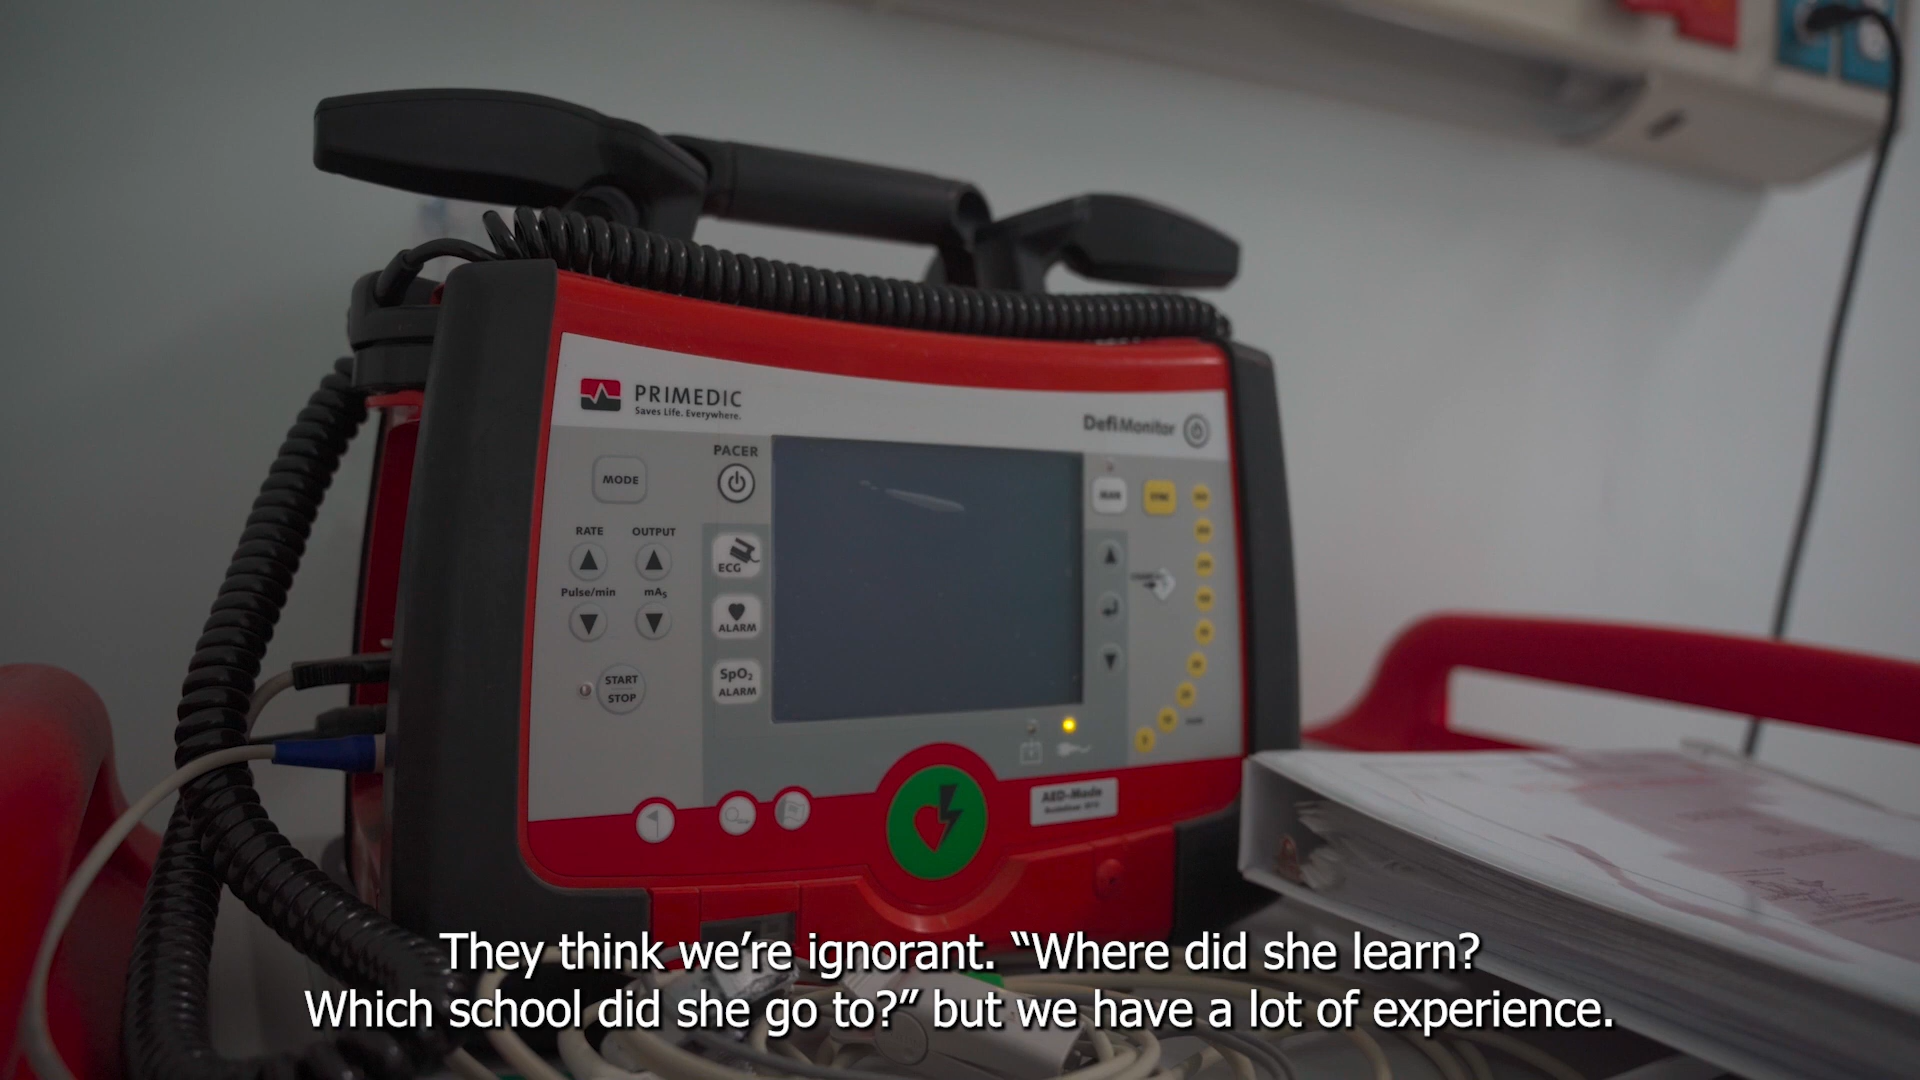 PRIMEDIC
Saves Life. Everywhere.
DefiMonitor
PACER
MODE
MAN
SYNC
RATE
OUTPUT
ECG
Pulse/min
mAs
ALARM
SpO2
ALARM
START
STOP
AED-Mode
They think we’re ignorant. “Where did she learn?
Which school did she go to?” but we have a lot of experience.